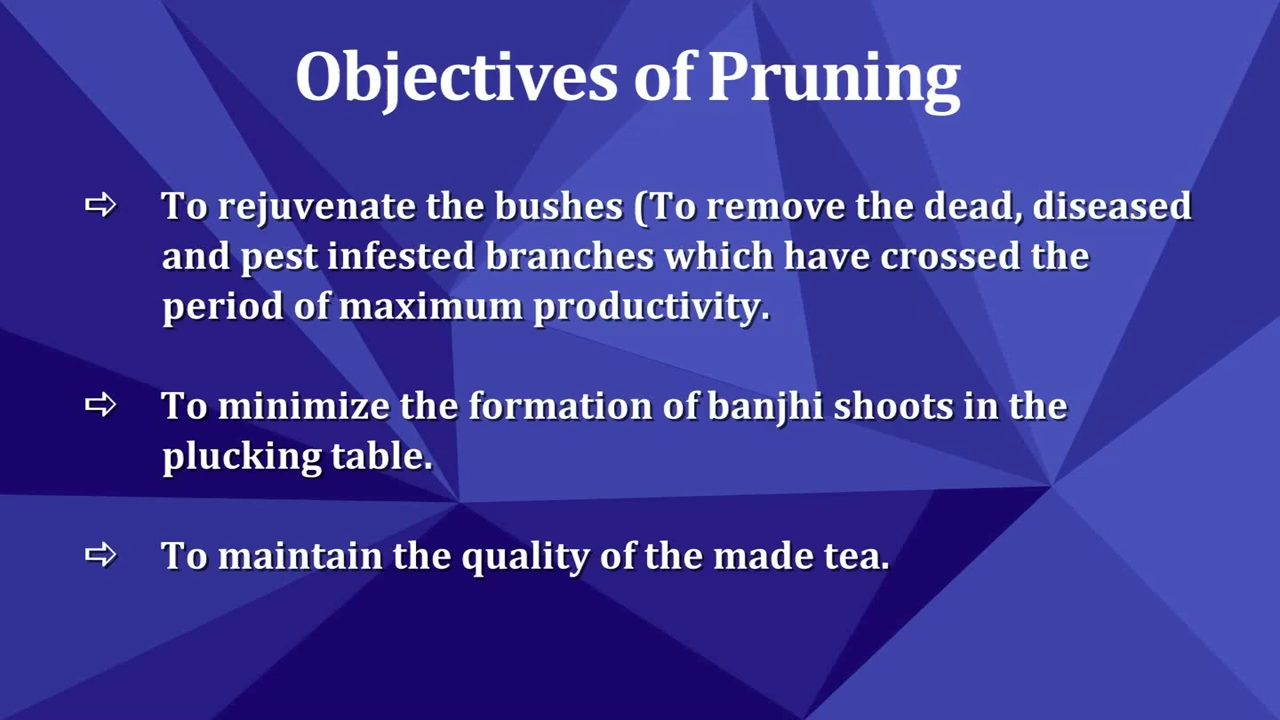 Objectives of Pruning
⇨ To rejuvenate the bushes (To remove the dead, diseased
and pest infested branches which have crossed the
period of maximum productivity.
⇨ To minimize the formation of banjhi shoots in the
plucking table.
⇨ To maintain the quality of the made tea.